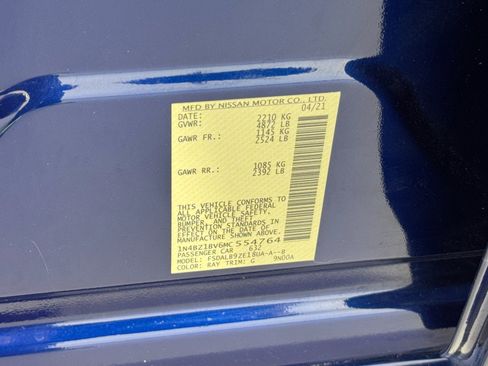 MFD BY NISSAN MOTOR CO., LTD.
DATE: 04/21
GVWR: 2210 KG
4872 LB
GAWR FR: 1145 KG
2524 LB
GAWR RR: 1085 KG
2392 LB
THIS VEHICLE CONFORMS TO
ALL APPLICABLE FEDERAL
MOTOR VEHICLE SAFETY,
BUMPER, AND THEFT
PREVENTION STANDARDS
IN EFFECT ON THE DATE OF
MANUFACTURE SHOWN
ABOVE.
1N4BZ1BV6MC554764
PASSENGER CAR 632
MODEL: FSDALB9ZE1BUA-A--B
COLOR: RAY TRIM: G 9N00A